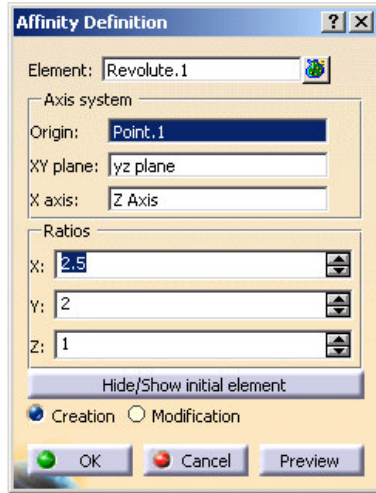 Affinity Definition
Element: Revolute.1
Axis system
Origin: Point.1
XY plane: yz plane
X axis: Z Axis
Ratios
X: 2.5
Y: 2
Z: 1
Hide/Show initial element
Creation Modification
OK Cancel Preview